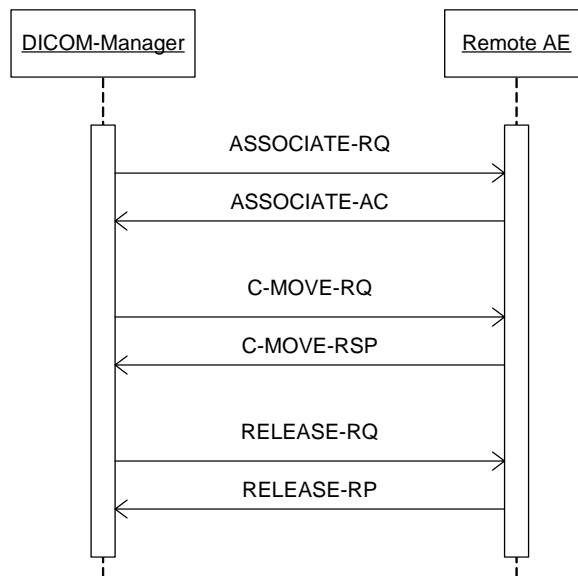 DICOM-Manager
Remote AE
ASSOCIATE-RQ
ASSOCIATE-AC
C-MOVE-RQ
C-MOVE-RSP
RELEASE-RQ
RELEASE-RP